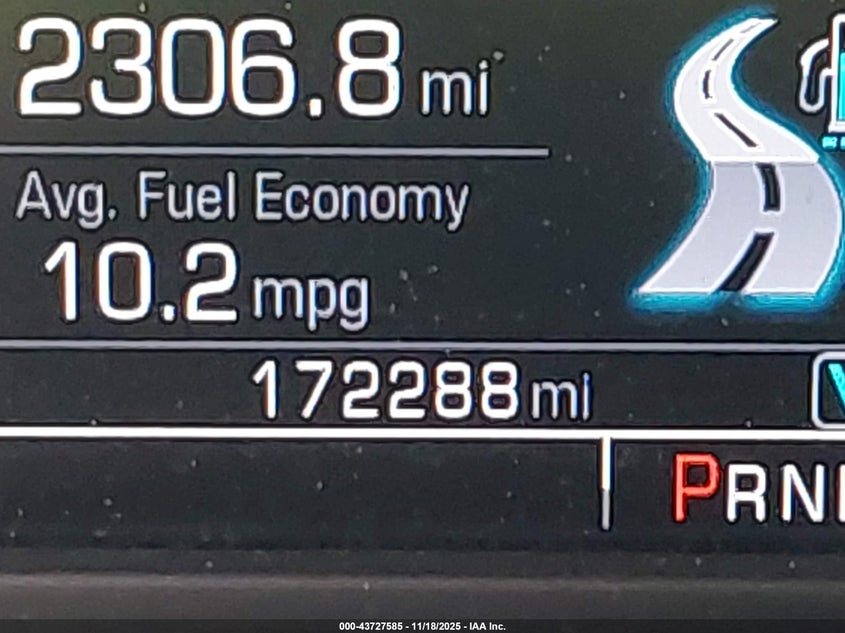 2306.8 mi
Avg. Fuel Economy
10.2 mpg
172288 mi
PRN
000-43727585 - 11/18/2025 - IAA Inc.